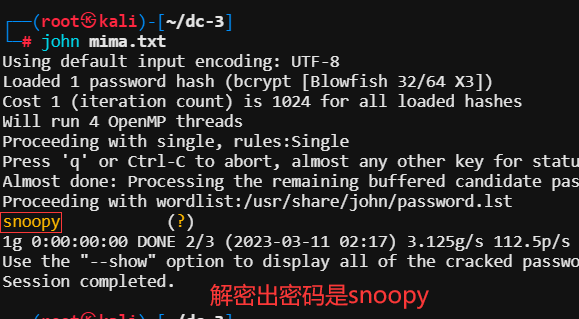 ┌──(root㉿kali)-[~/dc-3]
└─# john mima.txt
Using default input encoding: UTF-8
Loaded 1 password hash (bcrypt [Blowfish 32/64 X3])
Cost 1 (iteration count) is 1024 for all loaded hashes
Will run 4 OpenMP threads
Proceeding with single, rules:Single
Press 'q' or Ctrl-C to abort, almost any other key for statu
Almost done: Processing the remaining buffered candidate pas
Proceeding with wordlist:/usr/share/john/password.lst
snoopy (?)
1g 0:00:00:00 DONE 2/3 (2023-03-11 02:17) 3.125g/s 112.5p/s
Use the "--show" option to display all of the cracked passwo
Session completed.
解密出密码是snoopy